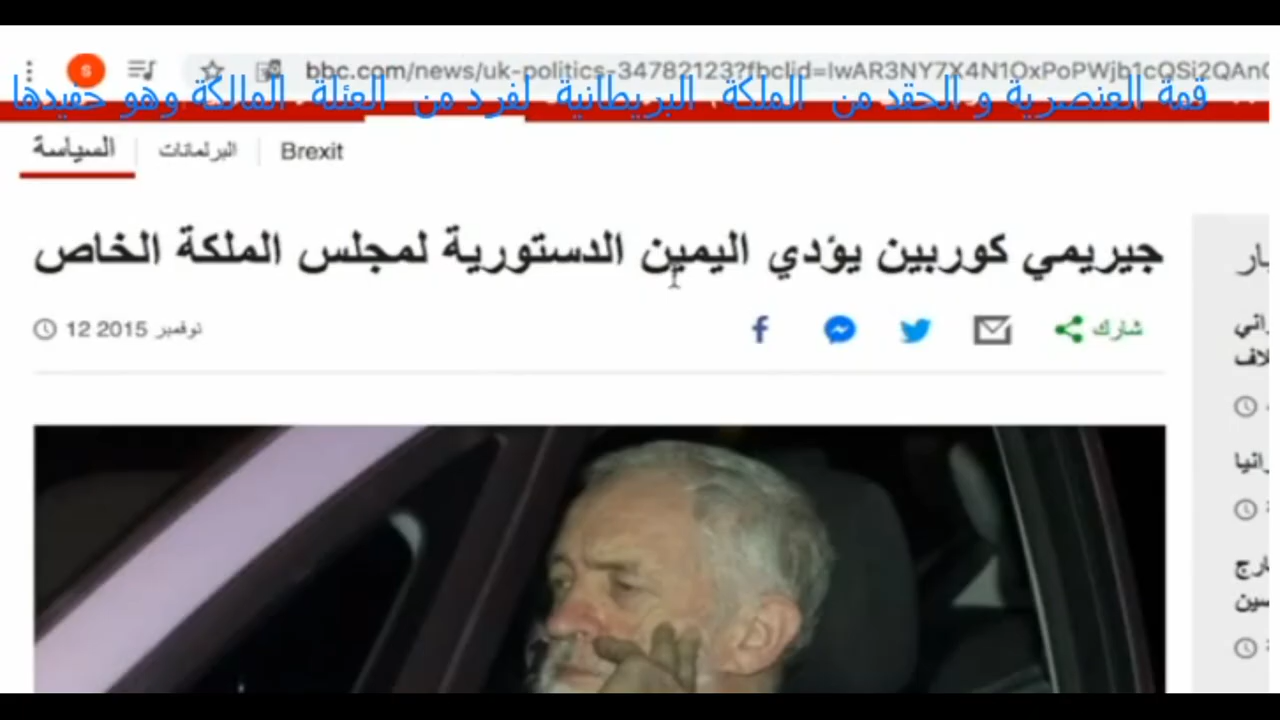 bbc.com/news/uk-politics-34782123?fbclid=IwAR3NY7X4N1OxPoPWjb1cQSj2QAn
قمة العنصرية و الحقد من الملكة البريطانية لفرد من العئلة المالكة وهو حفيدها
السياسة
البرلمانات
Brexit
جيريمي كوربين يؤدي اليمين الدستورية لمجلس الملكة الخاص
12 نوفمبر 2015
شارك